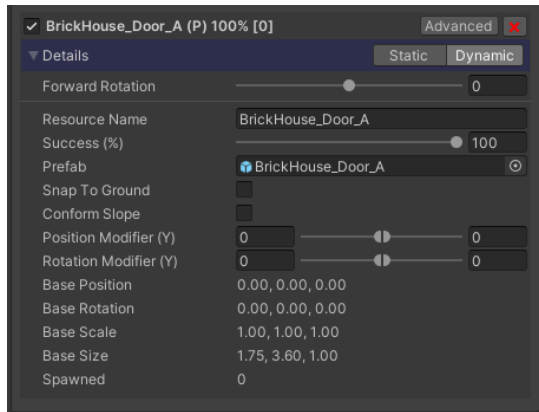 BrickHouse_Door_A (P) 100% [0] Advanced
Details Static Dynamic
Forward Rotation 0
Resource Name BrickHouse_Door_A
Success (%) 100
Prefab BrickHouse_Door_A
Snap To Ground
Conform Slope
Position Modifier (Y) 0 0
Rotation Modifier (Y) 0 0
Base Position 0.00, 0.00, 0.00
Base Rotation 0.00, 0.00, 0.00
Base Scale 1.00, 1.00, 1.00
Base Size 1.75, 3.60, 1.00
Spawned 0